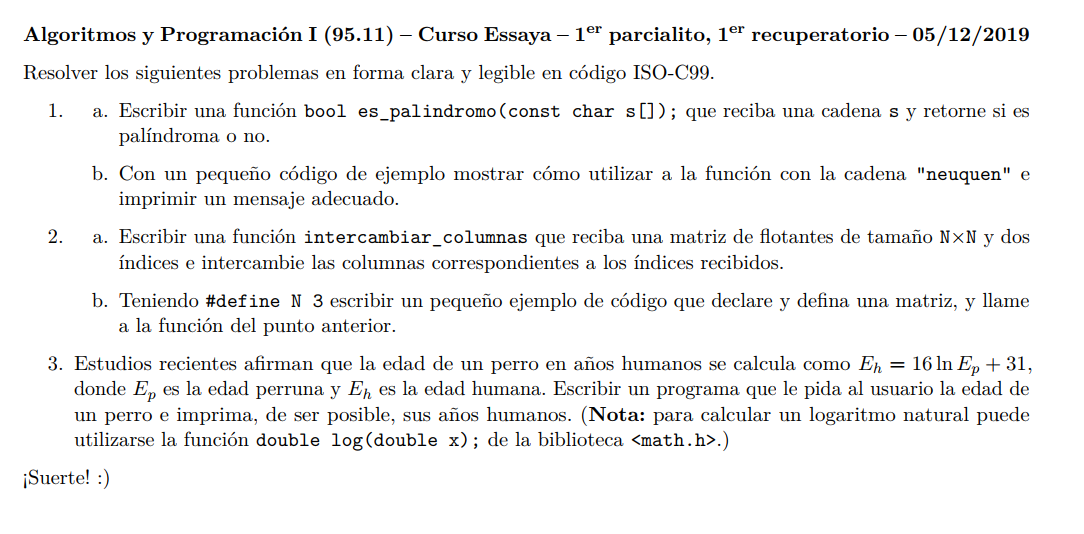 Algoritmos y Programación I (95.11) – Curso Essaya – 1er parcialito, 1er recuperatorio – 05/12/2019
Resolver los siguientes problemas en forma clara y legible en código ISO-C99.
1. a. Escribir una función bool es_palindromo(const char s[]); que reciba una cadena s y retorne si es
palíndroma o no.
b. Con un pequeño código de ejemplo mostrar cómo utilizar a la función con la cadena "neuquen" e
imprimir un mensaje adecuado.
2. a. Escribir una función intercambiar_columnas que reciba una matriz de flotantes de tamaño N×N y dos
índices e intercambie las columnas correspondientes a los índices recibidos.
b. Teniendo #define N 3 escribir un pequeño ejemplo de código que declare y defina una matriz, y llame
a la función del punto anterior.
3. Estudios recientes afirman que la edad de un perro en años humanos se calcula como Eh = 16 ln Ep + 31,
donde Ep es la edad perruna y Eh es la edad humana. Escribir un programa que le pida al usuario la edad de
un perro e imprima, de ser posible, sus años humanos. (Nota: para calcular un logaritmo natural puede
utilizarse la función double log(double x); de la biblioteca <math.h>.)
¡Suerte! :)